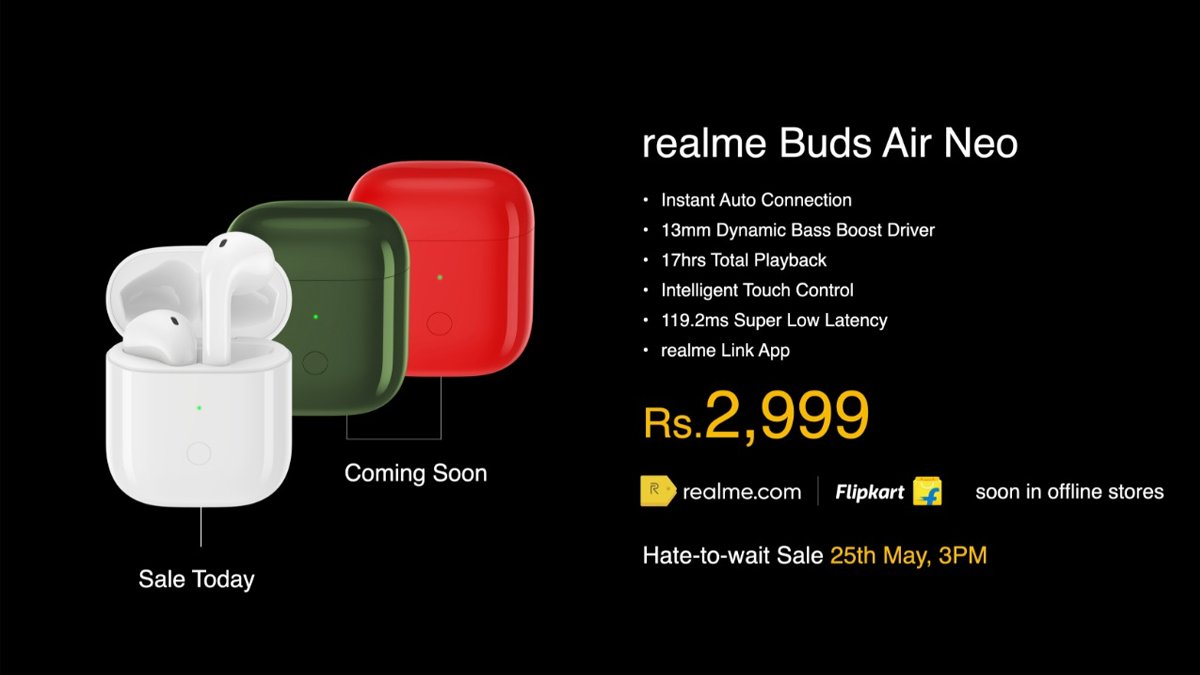 realme Buds Air Neo
• Instant Auto Connection
• 13mm Dynamic Bass Boost Driver
• 17hrs Total Playback
• Intelligent Touch Control
• 119.2ms Super Low Latency
• realme Link App
Rs.2,999
R realme.com | Flipkart f soon in offline stores
Hate-to-wait Sale 25th May, 3PM
Coming Soon
Sale Today